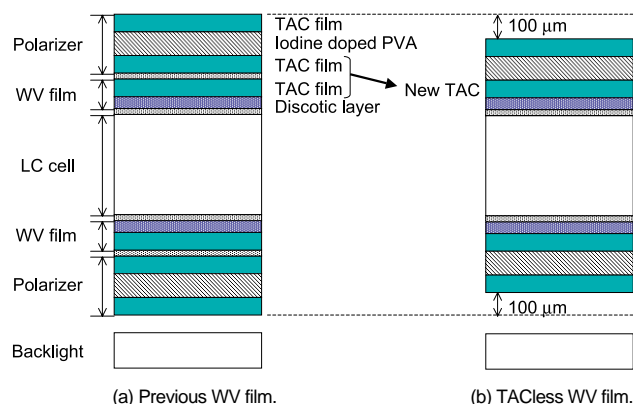 Polarizer
WV film
LC cell
WV film
Polarizer
Backlight
TAC film
Iodine doped PVA
TAC film
TAC film
Discotic layer
New TAC
100 μm
100 μm
(a) Previous WV film.
(b) TACless WV film.